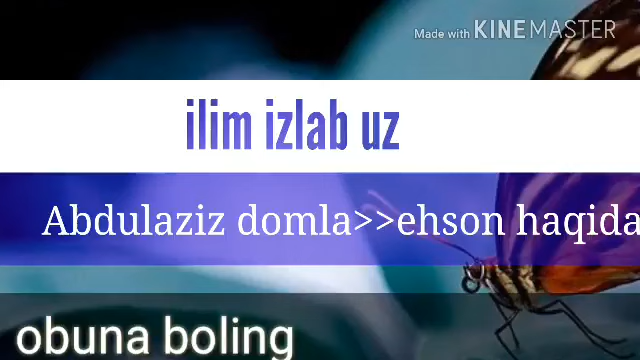 Made with KINEMASTER
ilim izlab uz
Abdulaziz domla>>ehson haqida
obuna boling